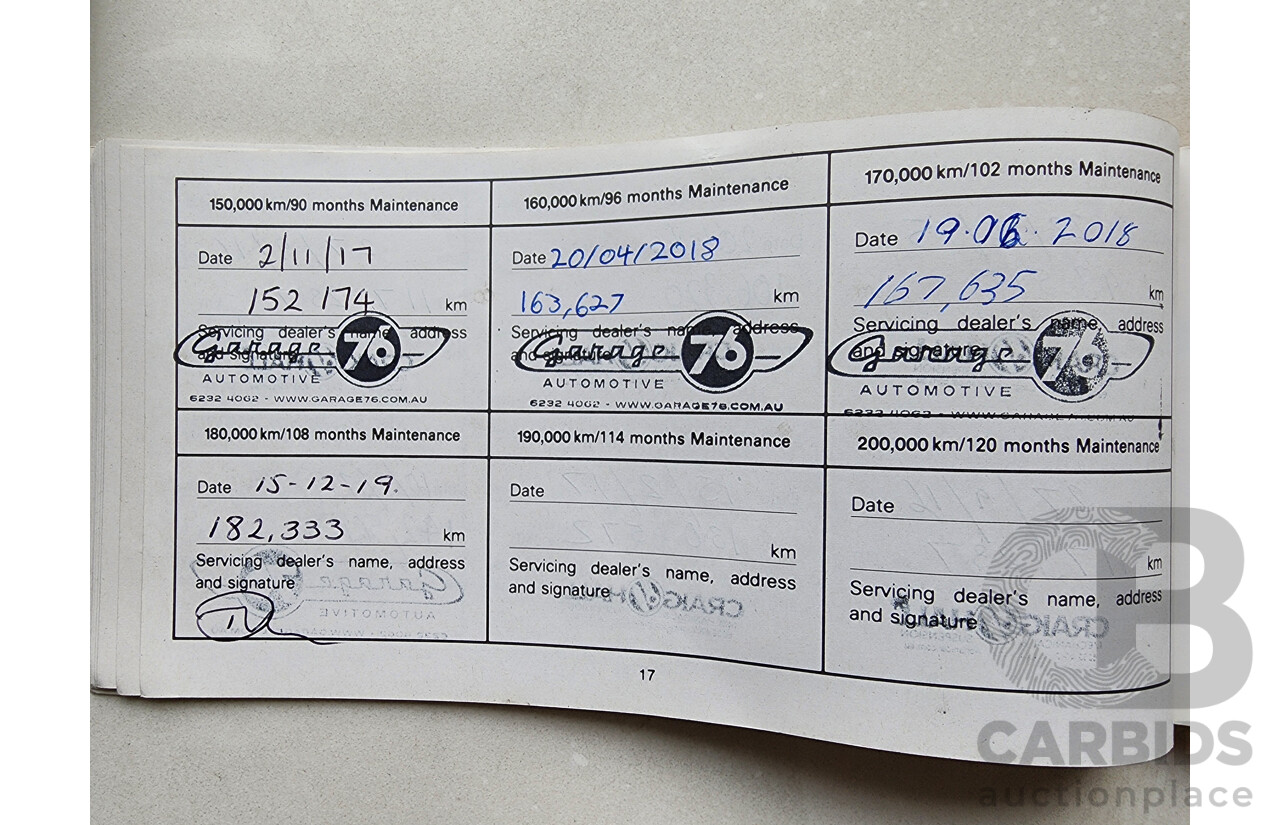 150,000 km/90 months Maintenance
Date 2/11/17
152 174 km
Servicing dealer's name, address
and signature
Garage 76
AUTOMOTIVE
6232 4062 - WWW.GARAGE76.COM.AU
160,000 km/96 months Maintenance
Date 20/04/2018
163,627 km
Servicing dealer's name, address
and signature
Garage 76
AUTOMOTIVE
6232 4062 - WWW.GARAGE76.COM.AU
170,000 km/102 months Maintenance
Date 19.06.2018
167,635 km
Servicing dealer's name, address
and signature
Garage 76
AUTOMOTIVE
180,000 km/108 months Maintenance
Date 15-12-19.
182,333 km
Servicing dealer's name, address
and signature
190,000 km/114 months Maintenance
Date
km
Servicing dealer's name, address
and signature
200,000 km/120 months Maintenance
Date
km
Servicing dealer's name, address
and signature
17
CB
CARBIDS
auctionplace